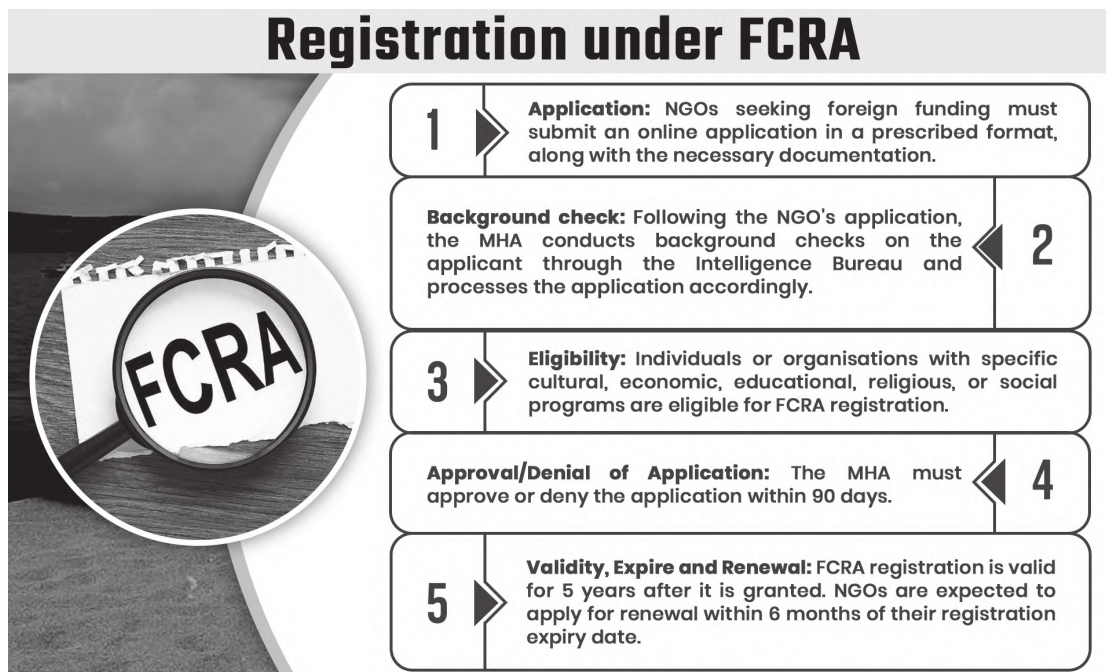 Registration under FCRA
1
Application: NGOs seeking foreign funding must
submit an online application in a prescribed format,
along with the necessary documentation.
Background check: Following the NGO's application,
the MHA conducts background checks on the
applicant through the Intelligence Bureau and
processes the application accordingly.
2
FCRA
3
Eligibility: Individuals or organisations with specific
cultural, economic, educational, religious, or social
programs are eligible for FCRA registration.
Approval/Denial of Application: The MHA must
approve or deny the application within 90 days.
4
5
Validity, Expire and Renewal: FCRA registration is valid
for 5 years after it is granted. NGOs are expected to
apply for renewal within 6 months of their registration
expiry date.